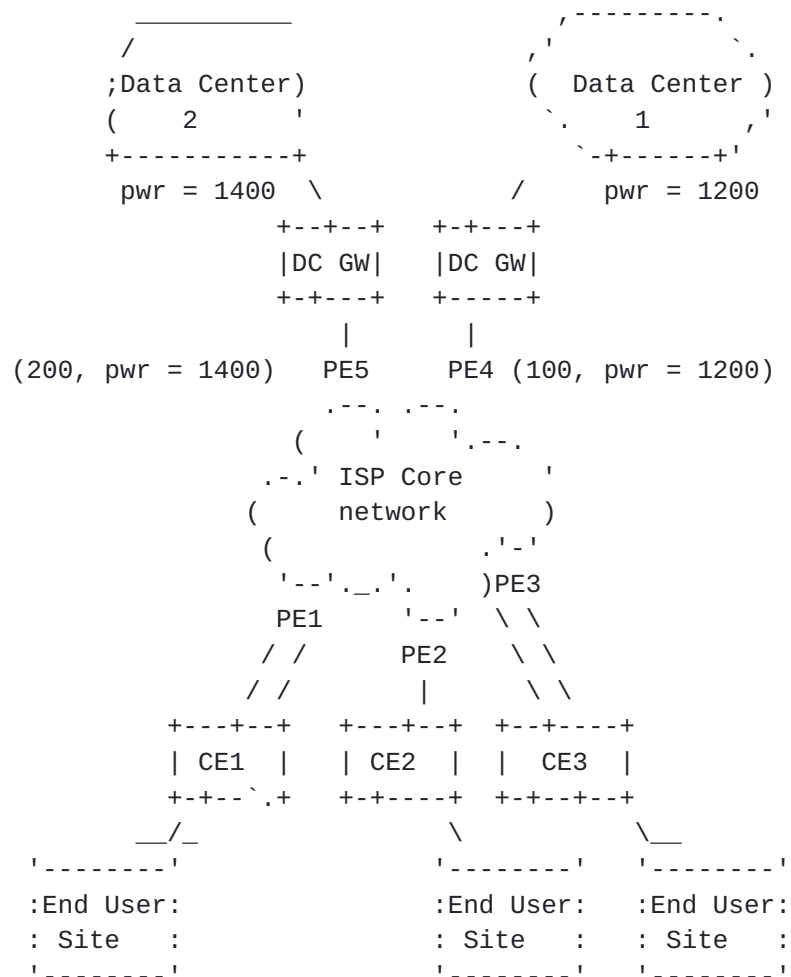 Data Center Data Center
2 1
pwr = 1400 pwr = 1200
DC GW DC GW
(200, pwr = 1400) PE5 PE4 (100, pwr = 1200)
ISP Core
network
PE3
PE1
PE2
CE1 CE2 CE3
End User End User End User
Site Site Site